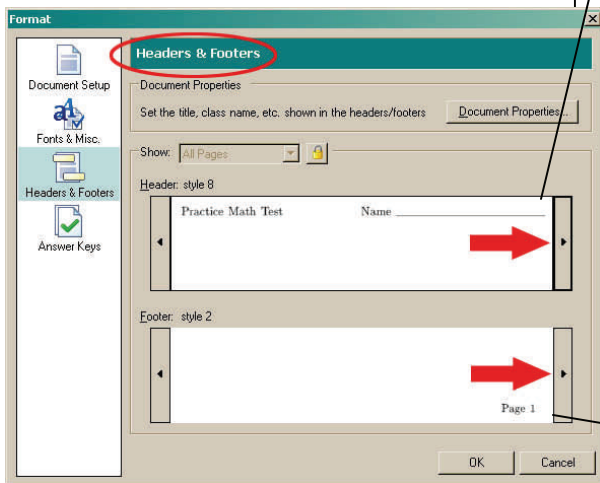 Format
Headers & Footers
Document Setup
Fonts & Misc.
Headers & Footers
Answer Keys
Document Properties
Set the title, class name, etc. shown in the headers/footers
Document Properties...
Show:
All Pages
Header: style 8
Practice Math Test
Name
Footer: style 2
Page 1
OK
Cancel